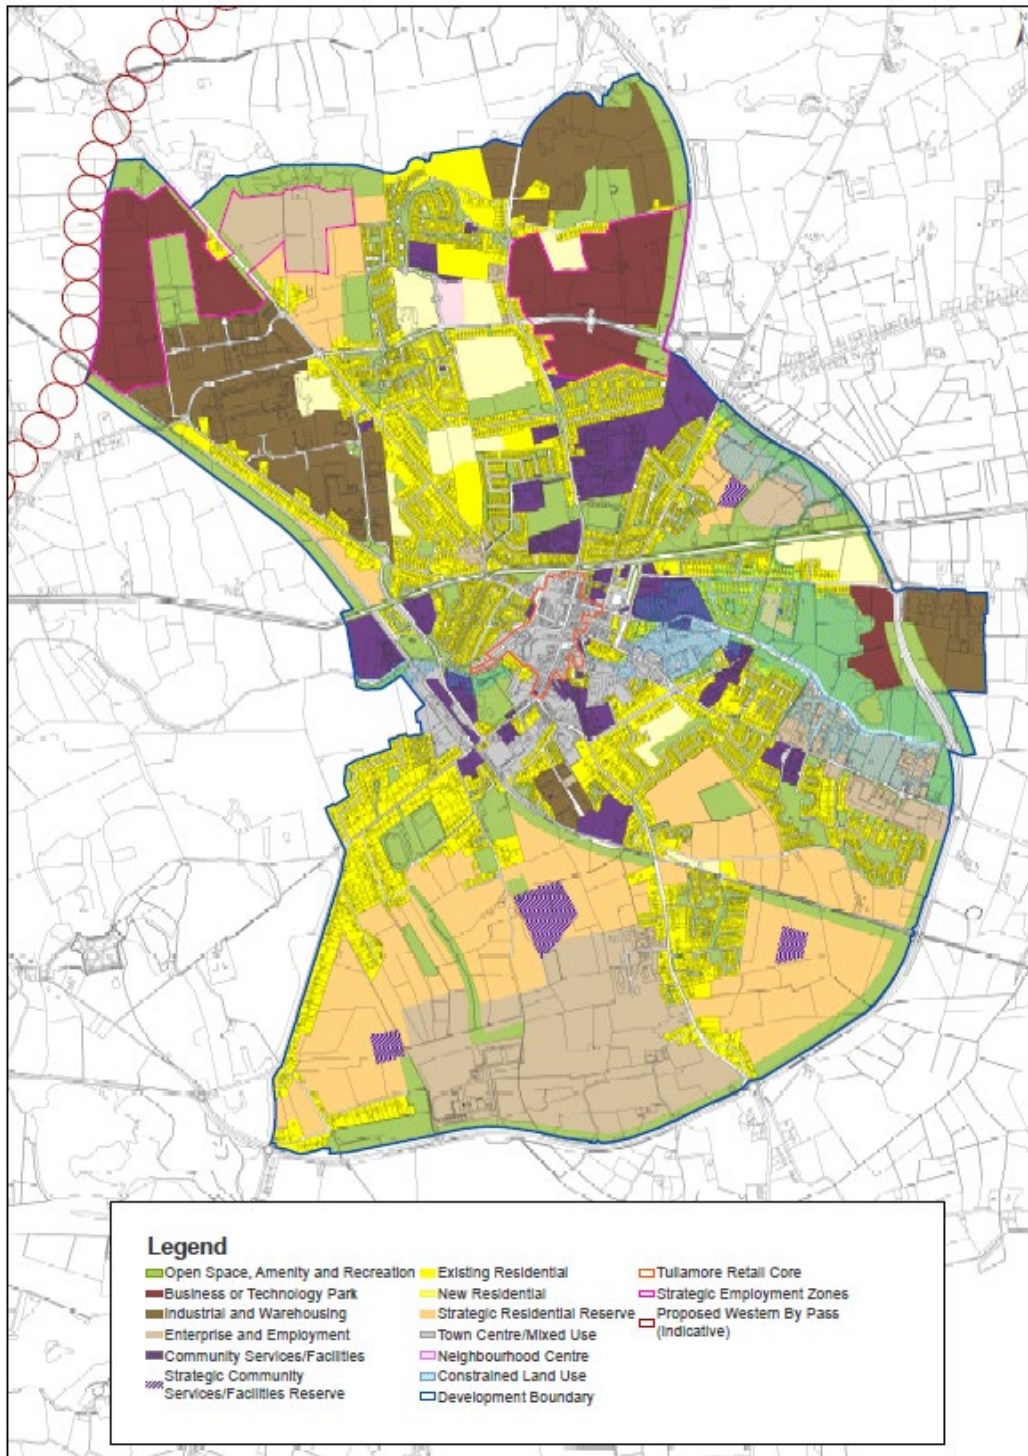 N
Legend
Open Space, Amenity and Recreation
Business or Technology Park
Industrial and Warehousing
Enterprise and Employment
Community Services/Facilities
Strategic Community
Services/Facilities Reserve
Existing Residential
New Residential
Strategic Residential Reserve
Town Centre/Mixed Use
Neighbourhood Centre
Constrained Land Use
Development Boundary
Tullamore Retail Core
Strategic Employment Zones
Proposed Western By Pass
(Indicative)